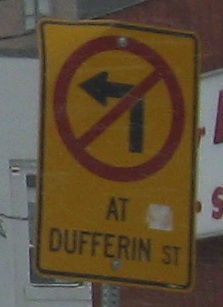 AT
DUFFERIN ST